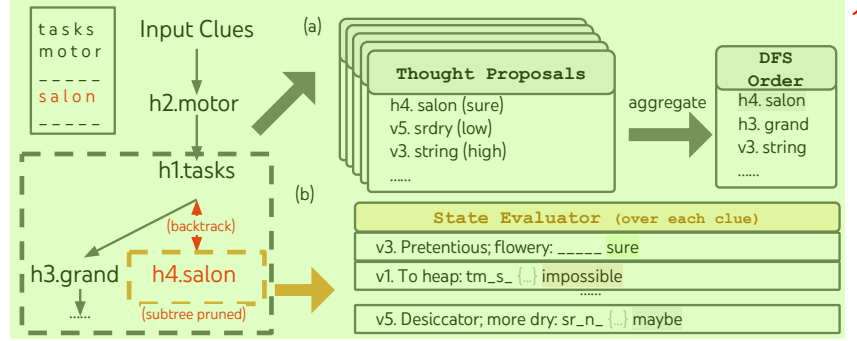 tasks
motor
_ _ _ _ _
salon
_ _ _ _ _
Input Clues
h2.motor
h1.tasks
(backtrack)
h3.grand
h4.salon
......
(subtree pruned)
(a)
Thought Proposals
h4. salon (sure)
v5. srdry (low)
v3. string (high)
......
aggregate
DFS
Order
h4. salon
h3. grand
v3. string
......
(b)
State Evaluator (over each clue)
v3. Pretentious; flowery: _ _ _ _ _ sure
v1. To heap: tm_s_ {...} impossible
......
v5. Desiccator; more dry: sr_n_ {...} maybe